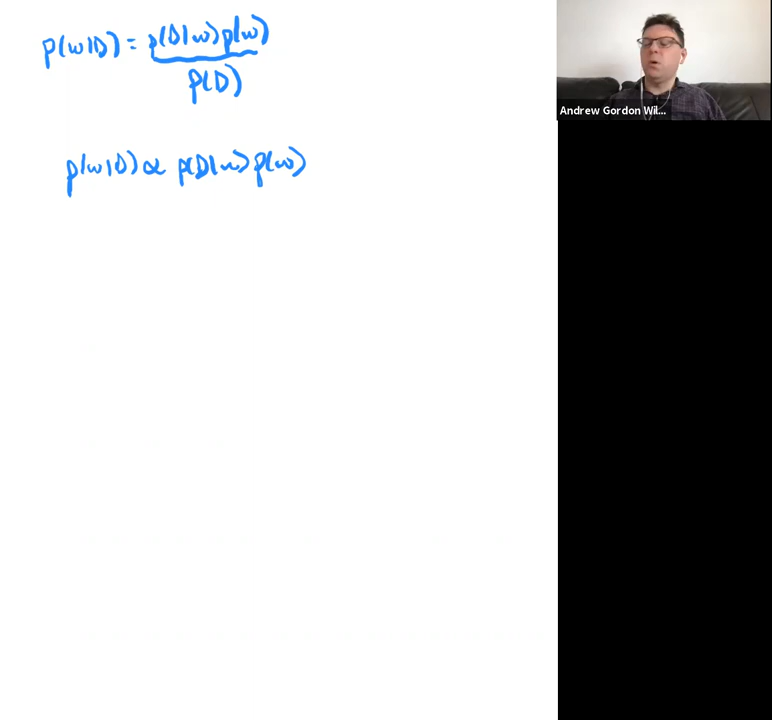 p(w|D) = p(D|w)p(w)
p(D)
Andrew Gordon Wil...
p(w|D) ∝ p(D|w) p(w)